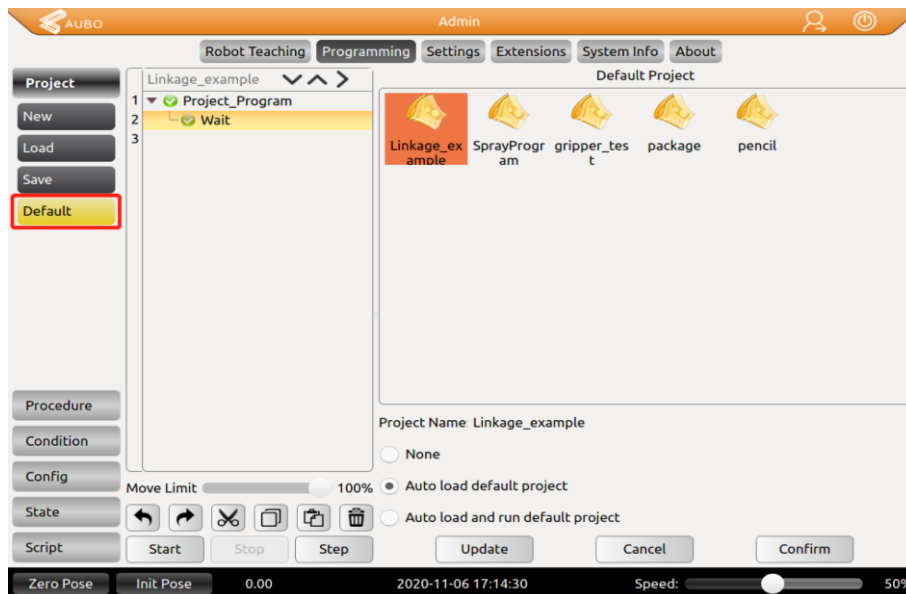 AUBO
Admin
Robot Teaching Programming Settings Extensions System Info About
Project
New
Load
Save
Default
Procedure
Condition
Config
State
Script
Linkage_example
1 Project_Program
2 Wait
3
Move Limit 100%
Start Stop Step
Default Project
Linkage_ex
ample
SprayProgr
am
gripper_tes
t
package
pencil
Project Name: Linkage_example
None
Auto load default project
Auto load and run default project
Update Cancel Confirm
Zero Pose Init Pose 0.00 2020-11-06 17:14:30 Speed: 50%